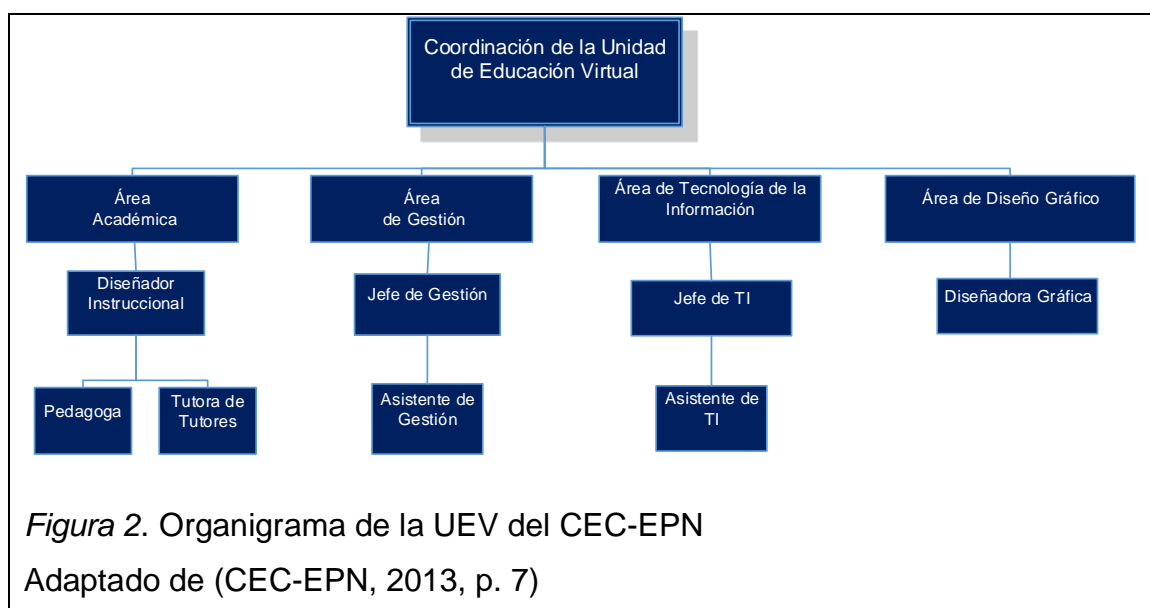 Coordinación de la Unidad
de Educación Virtual
Área
Académica
Área
de Gestión
Área de Tecnología de la
Información
Área de Diseño Gráfico
Diseñador
Instruccional
Jefe de Gestión
Jefe de TI
Diseñadora Gráfica
Pedagoga
Tutora de
Tutores
Asistente de
Gestión
Asistente de
TI
Figura 2. Organigrama de la UEV del CEC-EPN
Adaptado de (CEC-EPN, 2013, p. 7)